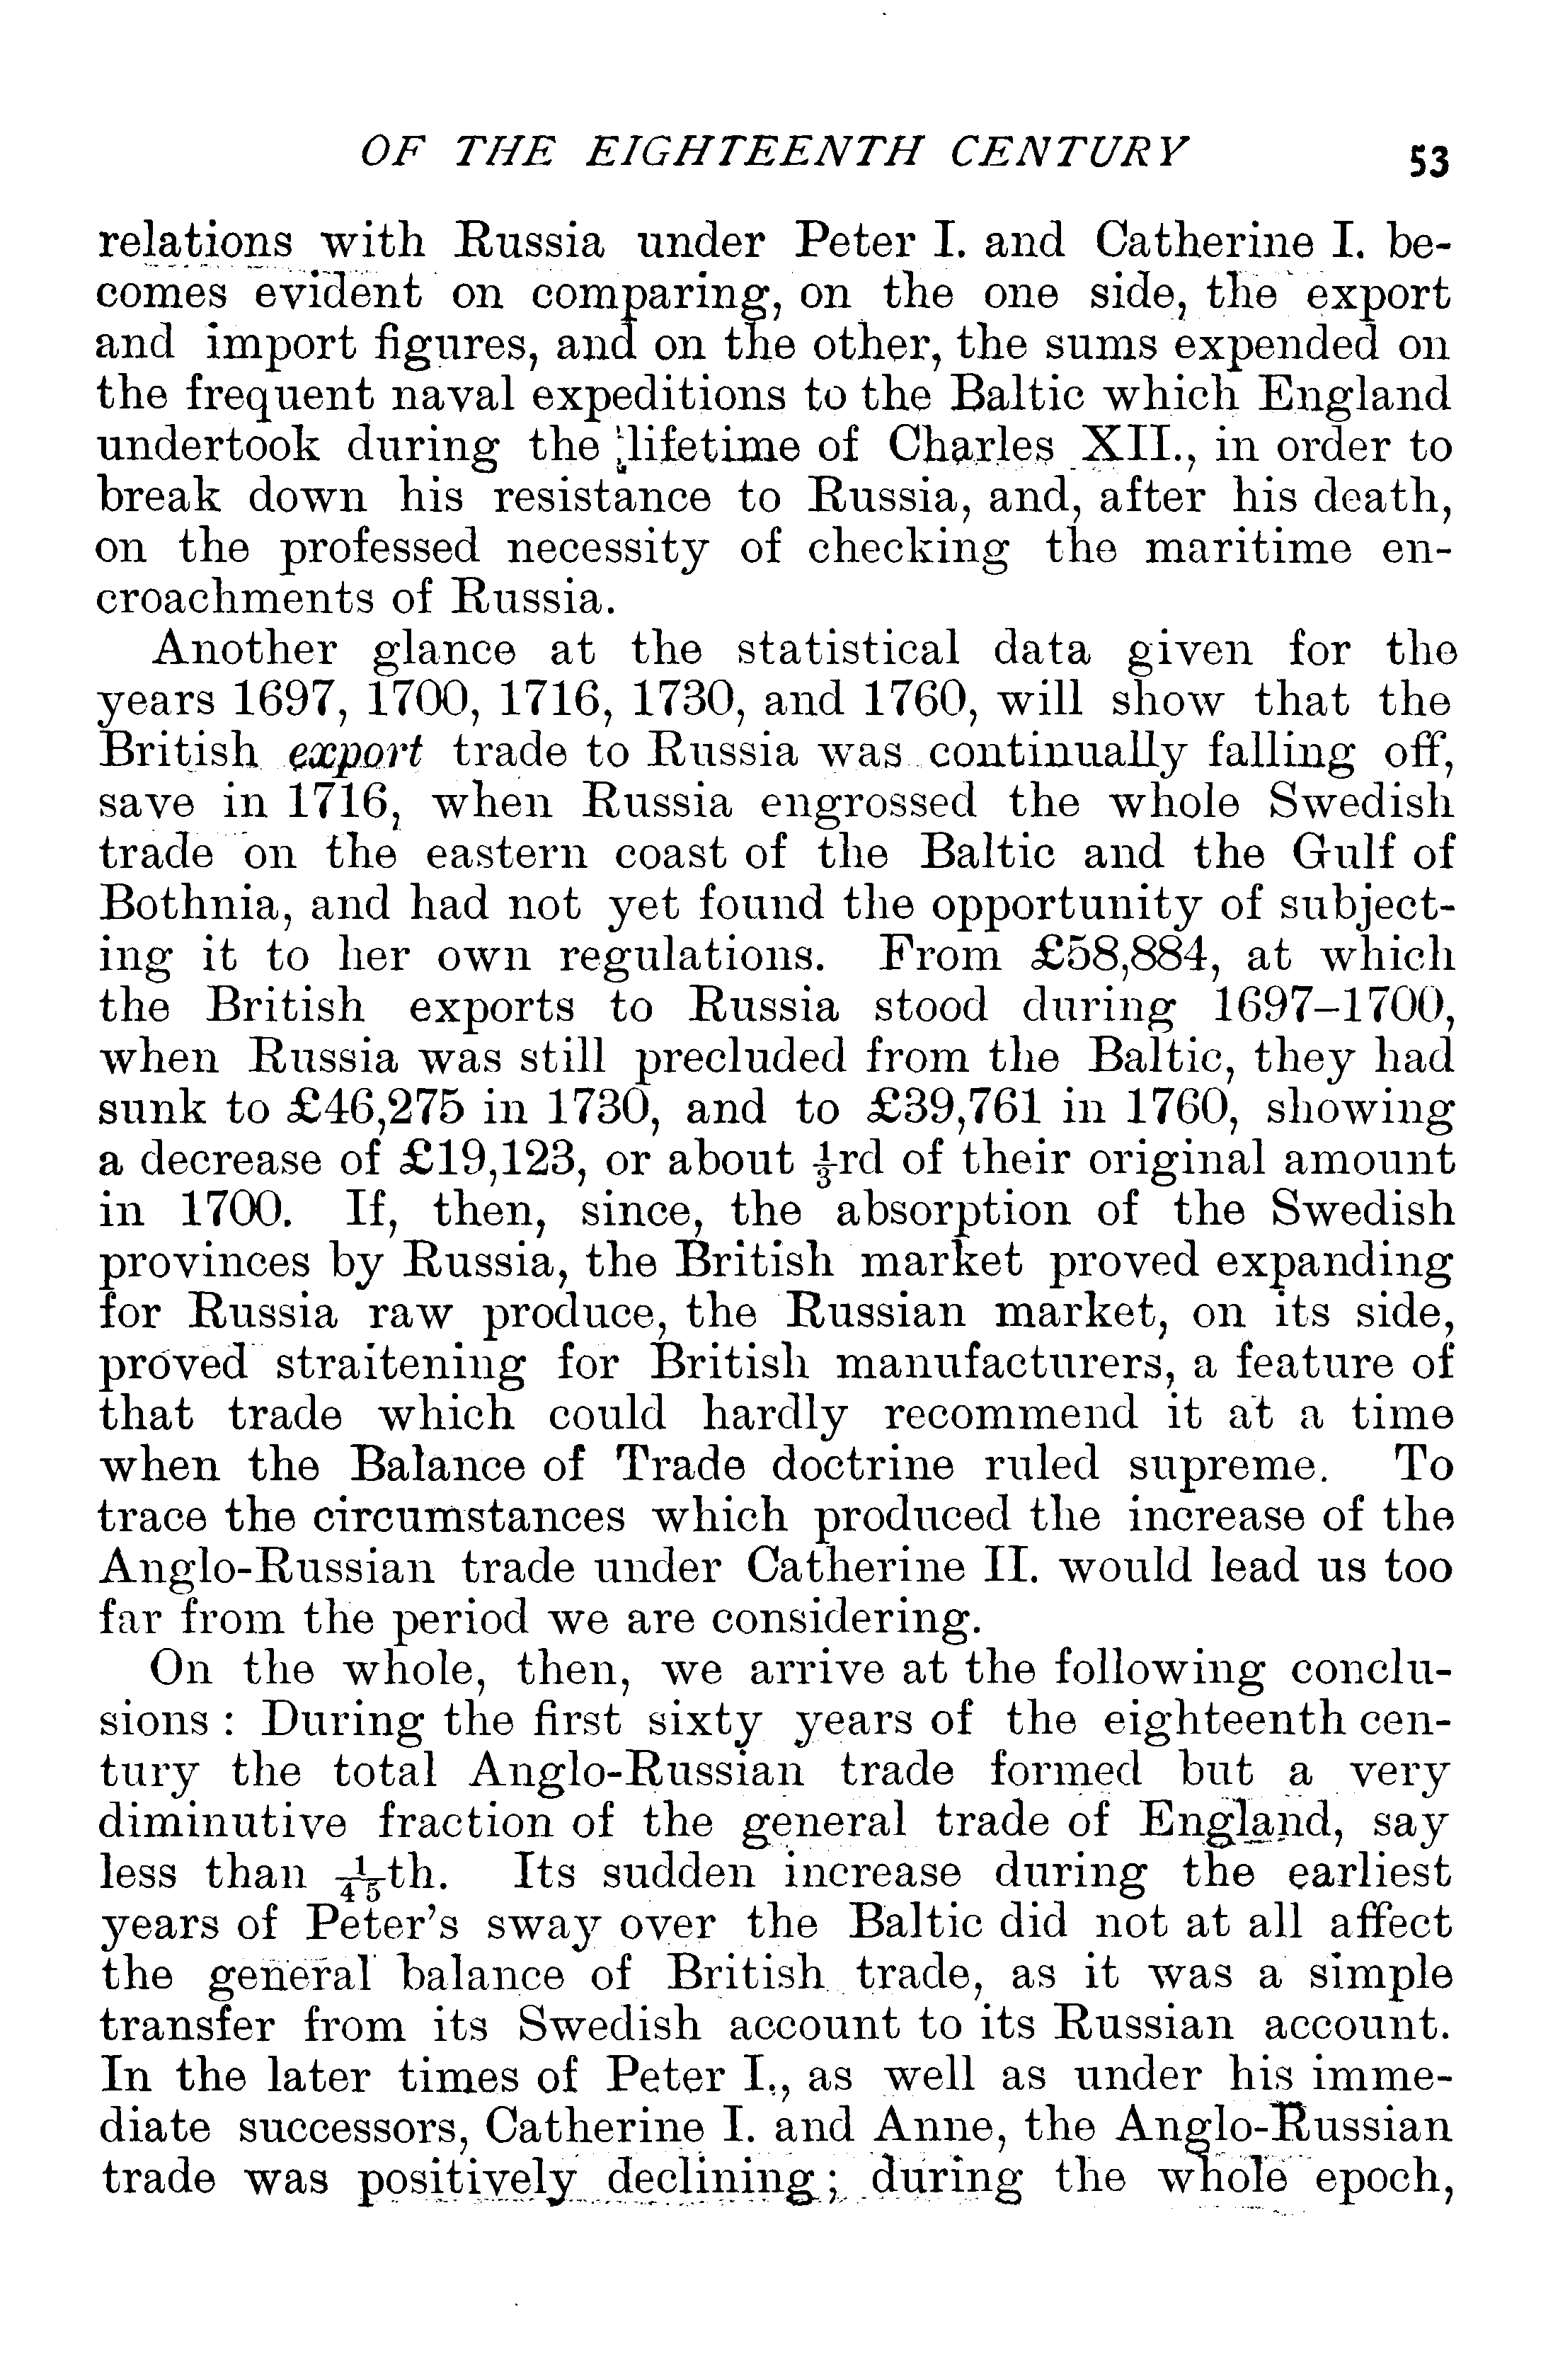 OF THE EIGHTEENTH CENTURY 53
relations with Russia under Peter I. and Catherine I. be-
comes evident on comparing, on the one side, the export
and import figures, and on the other, the sums expended on
the frequent naval expeditions to the Baltic which England
undertook during the lifetime of Charles XII., in order to
break down his resistance to Russia, and, after his death,
on the professed necessity of checking the maritime en-
croachments of Russia.
Another glance at the statistical data given for the
years 1697, 1700, 1716, 1730, and 1760, will show that the
British export trade to Russia was continually falling off,
save in 1716, when Russia engrossed the whole Swedish
trade on the eastern coast of the Baltic and the Gulf of
Bothnia, and had not yet found the opportunity of subject-
ing it to her own regulations. From £58,884, at which
the British exports to Russia stood during 1697–1700,
when Russia was still precluded from the Baltic, they had
sunk to £46,275 in 1730, and to £39,761 in 1760, showing
a decrease of £19,123, or about ⅓rd of their original amount
in 1700. If, then, since, the absorption of the Swedish
provinces by Russia, the British market proved expanding
for Russia raw produce, the Russian market, on its side,
proved straitening for British manufacturers, a feature of
that trade which could hardly recommend it at a time
when the Balance of Trade doctrine ruled supreme. To
trace the circumstances which produced the increase of the
Anglo-Russian trade under Catherine II. would lead us too
far from the period we are considering.
On the whole, then, we arrive at the following conclu-
sions : During the first sixty years of the eighteenth cen-
tury the total Anglo-Russian trade formed but a very
diminutive fraction of the general trade of England, say
less than 1/45th. Its sudden increase during the earliest
years of Peter's sway over the Baltic did not at all affect
the general balance of British trade, as it was a simple
transfer from its Swedish account to its Russian account.
In the later times of Peter I., as well as under his imme-
diate successors, Catherine I. and Anne, the Anglo-Russian
trade was positively declining; during the whole epoch,